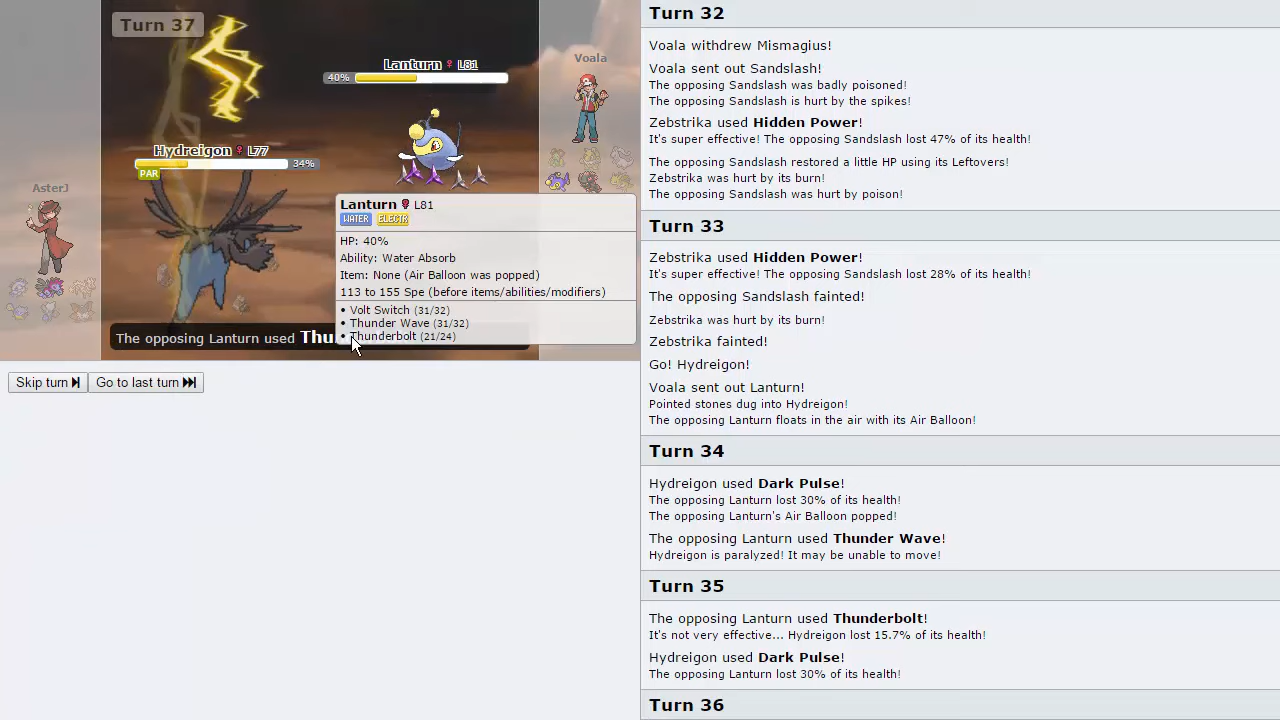 Turn 37
Lanturn ♀ L81
40%
Voala
Hydreigon ♀ L77
34%
PAR
AsterJ
Lanturn ♀ L81
WATER ELECTR
HP: 40%
Ability: Water Absorb
Item: None (Air Balloon was popped)
113 to 155 Spe (before items/abilities/modifiers)
• Volt Switch (31/32)
• Thunder Wave (31/32)
• Thunderbolt (21/24)
The opposing Lanturn used Thu
Skip turn Go to last turn
Turn 32
Voala withdrew Mismagius!
Voala sent out Sandslash!
The opposing Sandslash was badly poisoned!
The opposing Sandslash is hurt by the spikes!
Zebstrika used Hidden Power!
It's super effective! The opposing Sandslash lost 47% of its health!
The opposing Sandslash restored a little HP using its Leftovers!
Zebstrika was hurt by its burn!
The opposing Sandslash was hurt by poison!
Turn 33
Zebstrika used Hidden Power!
It's super effective! The opposing Sandslash lost 28% of its health!
The opposing Sandslash fainted!
Zebstrika was hurt by its burn!
Zebstrika fainted!
Go! Hydreigon!
Voala sent out Lanturn!
Pointed stones dug into Hydreigon!
The opposing Lanturn floats in the air with its Air Balloon!
Turn 34
Hydreigon used Dark Pulse!
The opposing Lanturn lost 30% of its health!
The opposing Lanturn's Air Balloon popped!
The opposing Lanturn used Thunder Wave!
Hydreigon is paralyzed! It may be unable to move!
Turn 35
The opposing Lanturn used Thunderbolt!
It's not very effective... Hydreigon lost 15.7% of its health!
Hydreigon used Dark Pulse!
The opposing Lanturn lost 30% of its health!
Turn 36